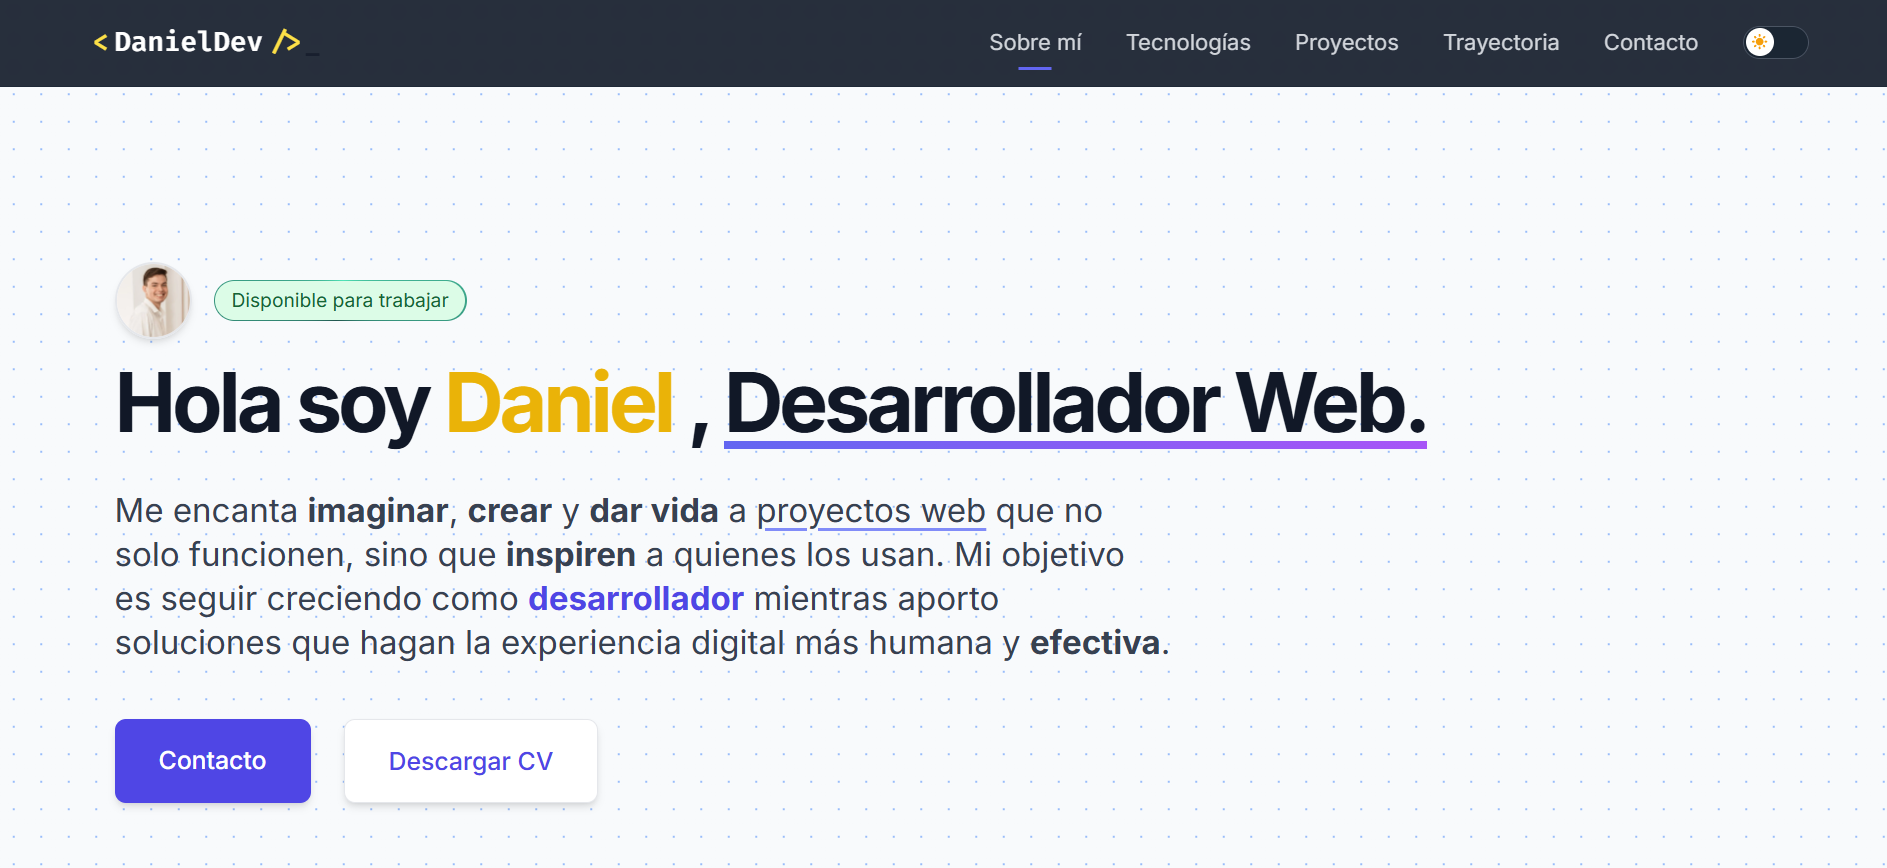 < DanielDev />_
Sobre mí
Tecnologías
Proyectos
Trayectoria
Contacto
Disponible para trabajar
Hola soy Daniel , Desarrollador Web.
Me encanta imaginar, crear y dar vida a proyectos web que no
solo funcionen, sino que inspiren a quienes los usan. Mi objetivo
es seguir creciendo como desarrollador mientras aporto
soluciones que hagan la experiencia digital más humana y efectiva.
Contacto
Descargar CV